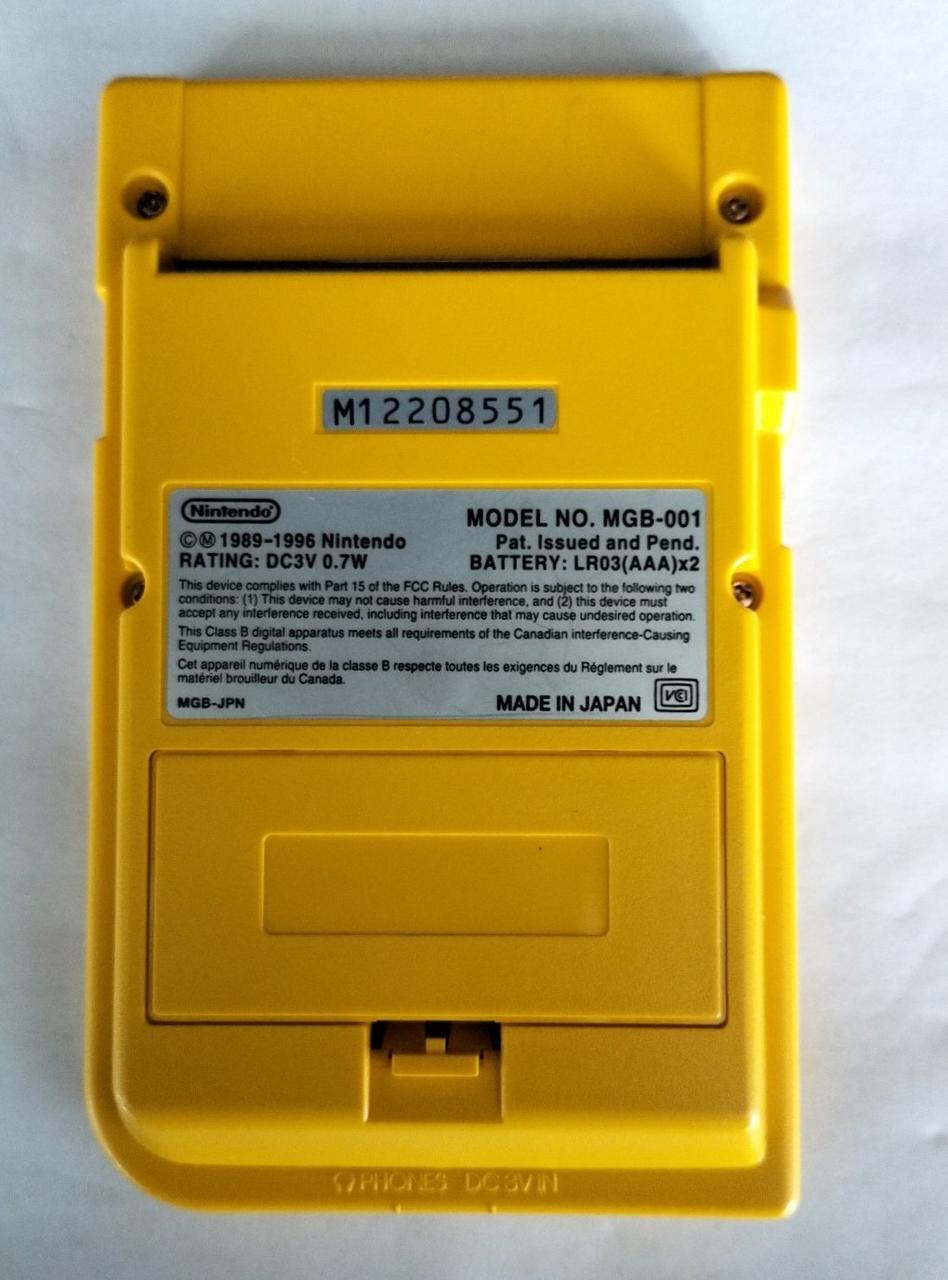 M12208551
Nintendo®
MODEL NO. MGB-001
©Ⓜ 1989-1996 Nintendo
Pat. Issued and Pend.
RATING: DC3V 0.7W
BATTERY: LR03(AAA)x2
This device complies with Part 15 of the FCC Rules. Operation is subject to the following two
conditions: (1) This device may not cause harmful interference, and (2) this device must
accept any interference received, including interference that may cause undesired operation.
This Class B digital apparatus meets all requirements of the Canadian interference-Causing
Equipment Regulations.
Cet appareil numérique de la classe B respecte toutes les exigences du Réglement sur le
matériel brouilleur du Canada.
MGB-JPN
MADE IN JAPAN
VCI
PHONES DC 3V IN